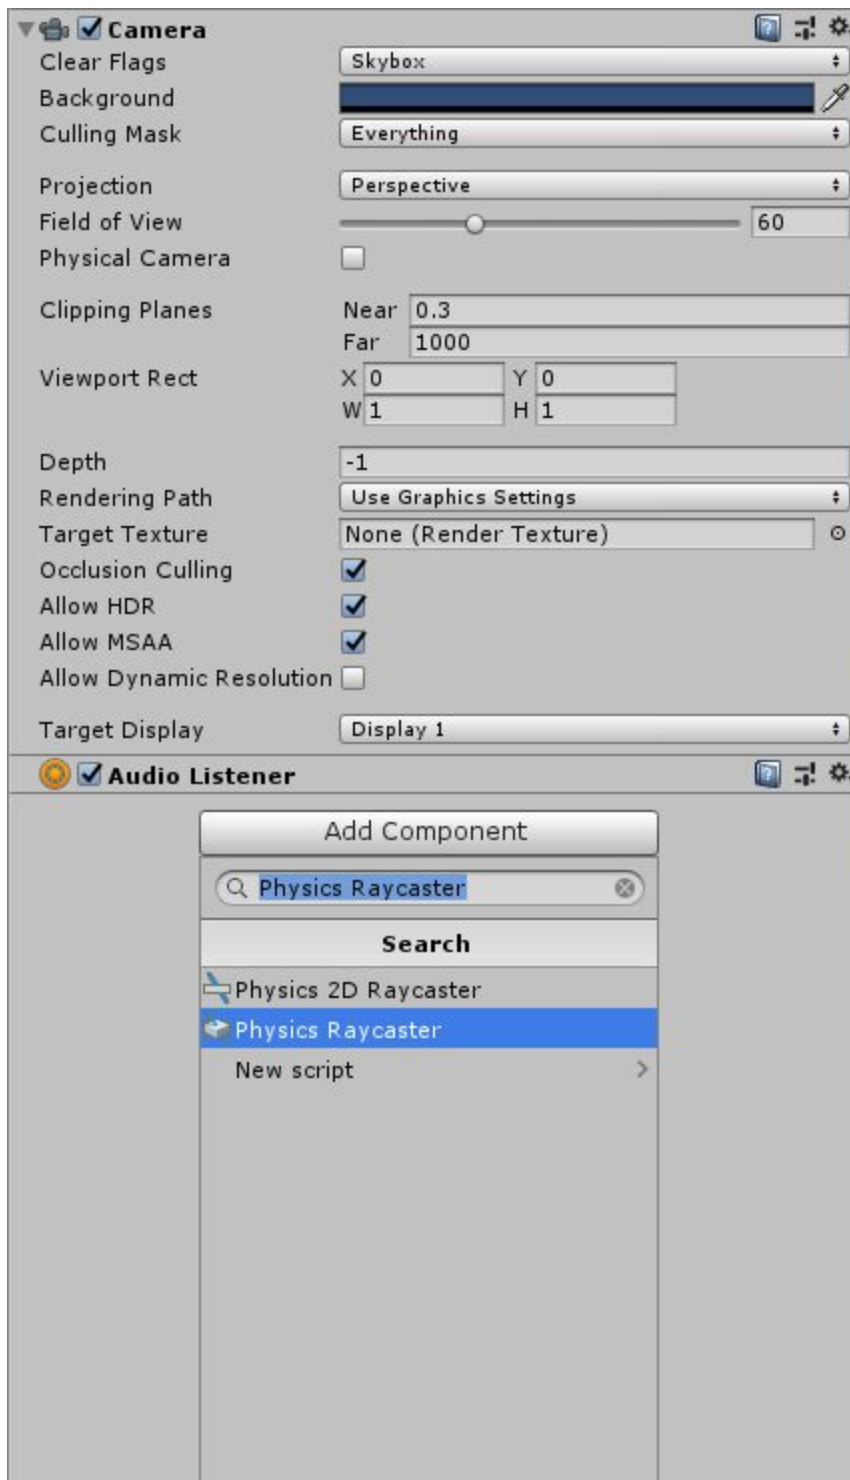 Camera
Clear Flags Skybox
Background
Culling Mask Everything
Projection Perspective
Field of View 60
Physical Camera
Clipping Planes Near 0.3
Far 1000
Viewport Rect X 0 Y 0
W 1 H 1
Depth -1
Rendering Path Use Graphics Settings
Target Texture None (Render Texture)
Occlusion Culling
Allow HDR
Allow MSAA
Allow Dynamic Resolution
Target Display Display 1
Audio Listener
Add Component
Physics Raycaster
Search
Physics 2D Raycaster
Physics Raycaster
New script